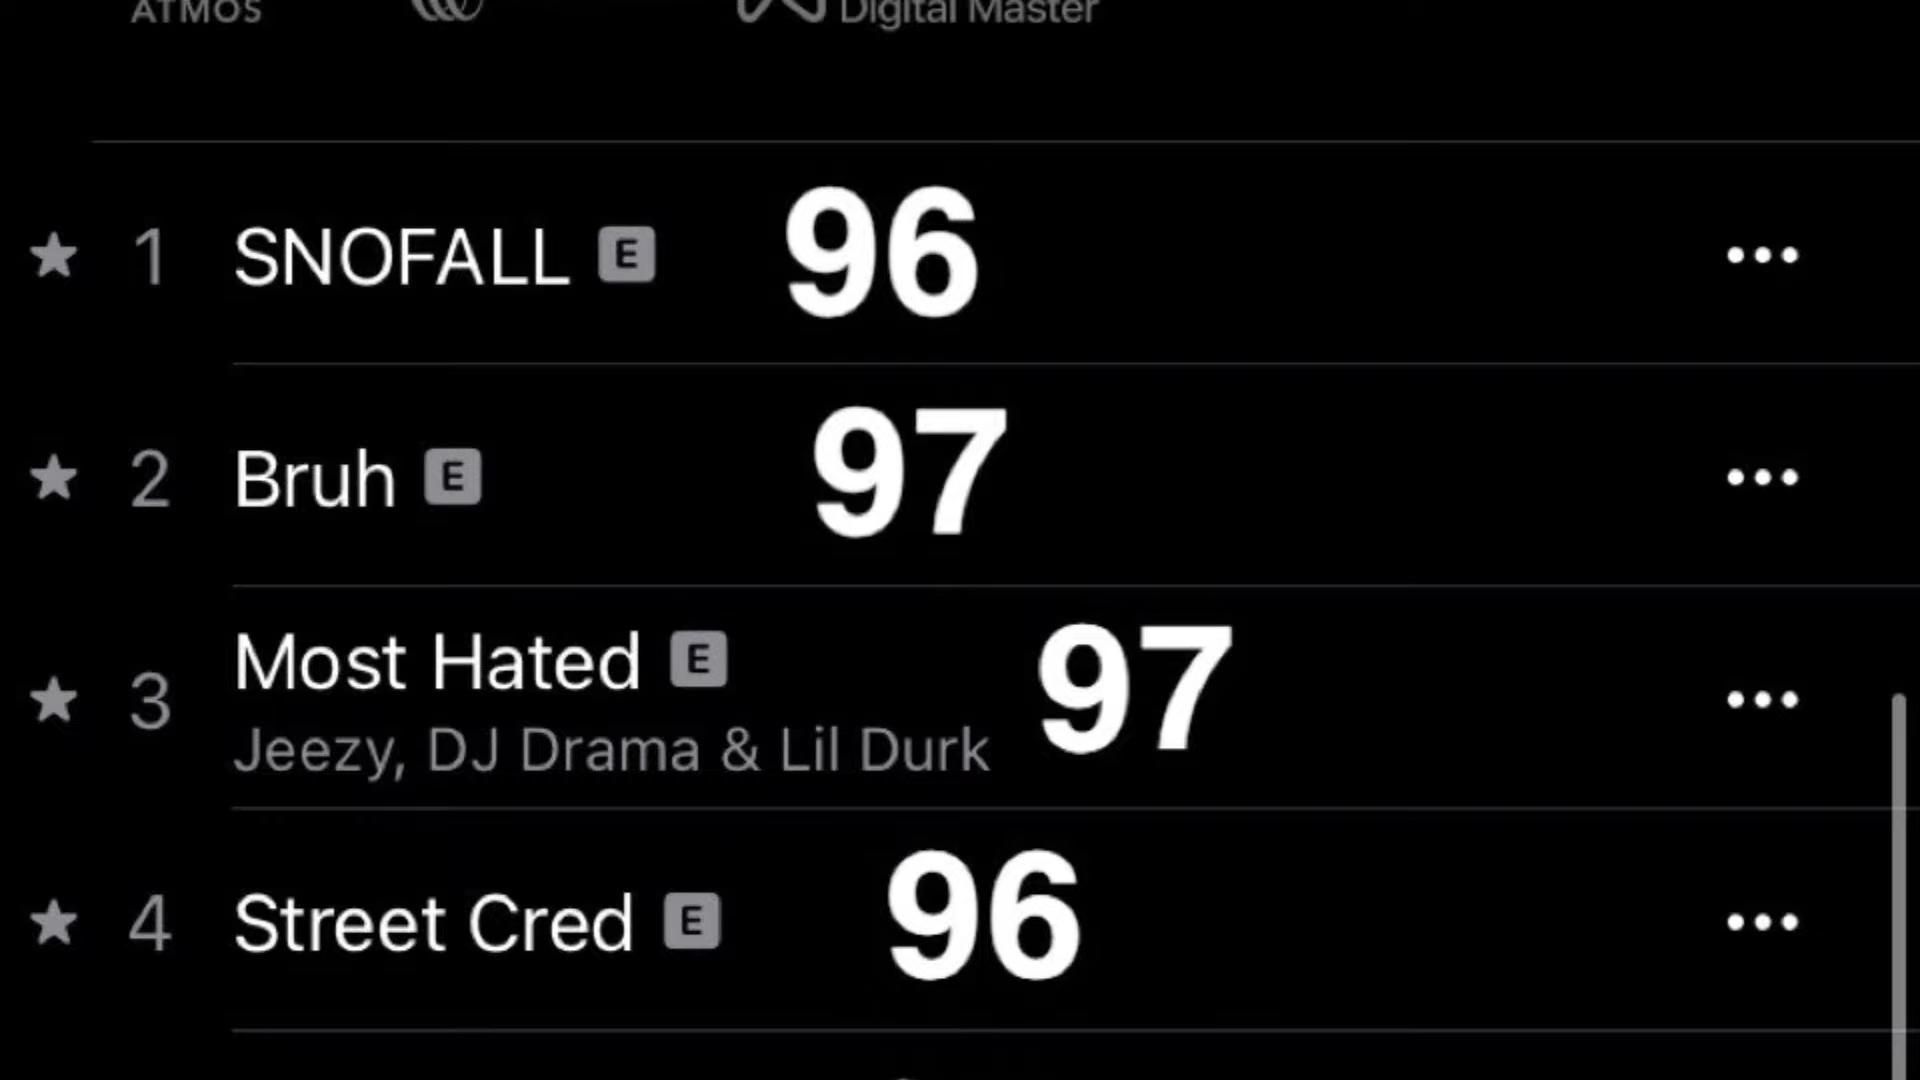 ATMOS Digital Master
★ 1 SNOFALL E 96 •••
★ 2 Bruh E 97 •••
★ 3 Most Hated E 97 •••
Jeezy, DJ Drama & Lil Durk
★ 4 Street Cred E 96 •••